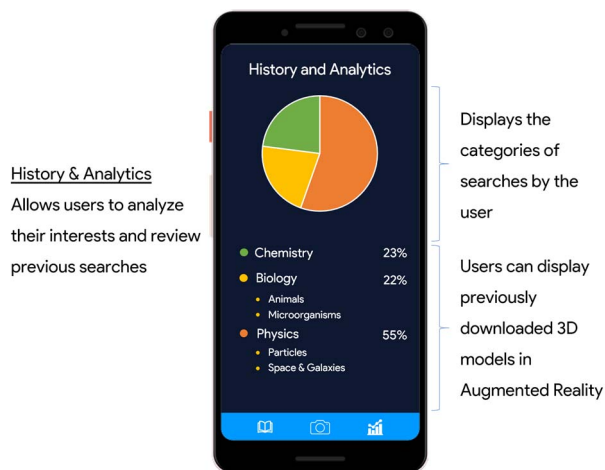 History & Analytics
Allows users to analyze
their interests and review
previous searches
History and Analytics
Chemistry 23%
Biology 22%
Animals
Microorganisms
Physics 55%
Particles
Space & Galaxies
Displays the
categories of
searches by the
user
Users can display
previously
downloaded 3D
models in
Augmented Reality